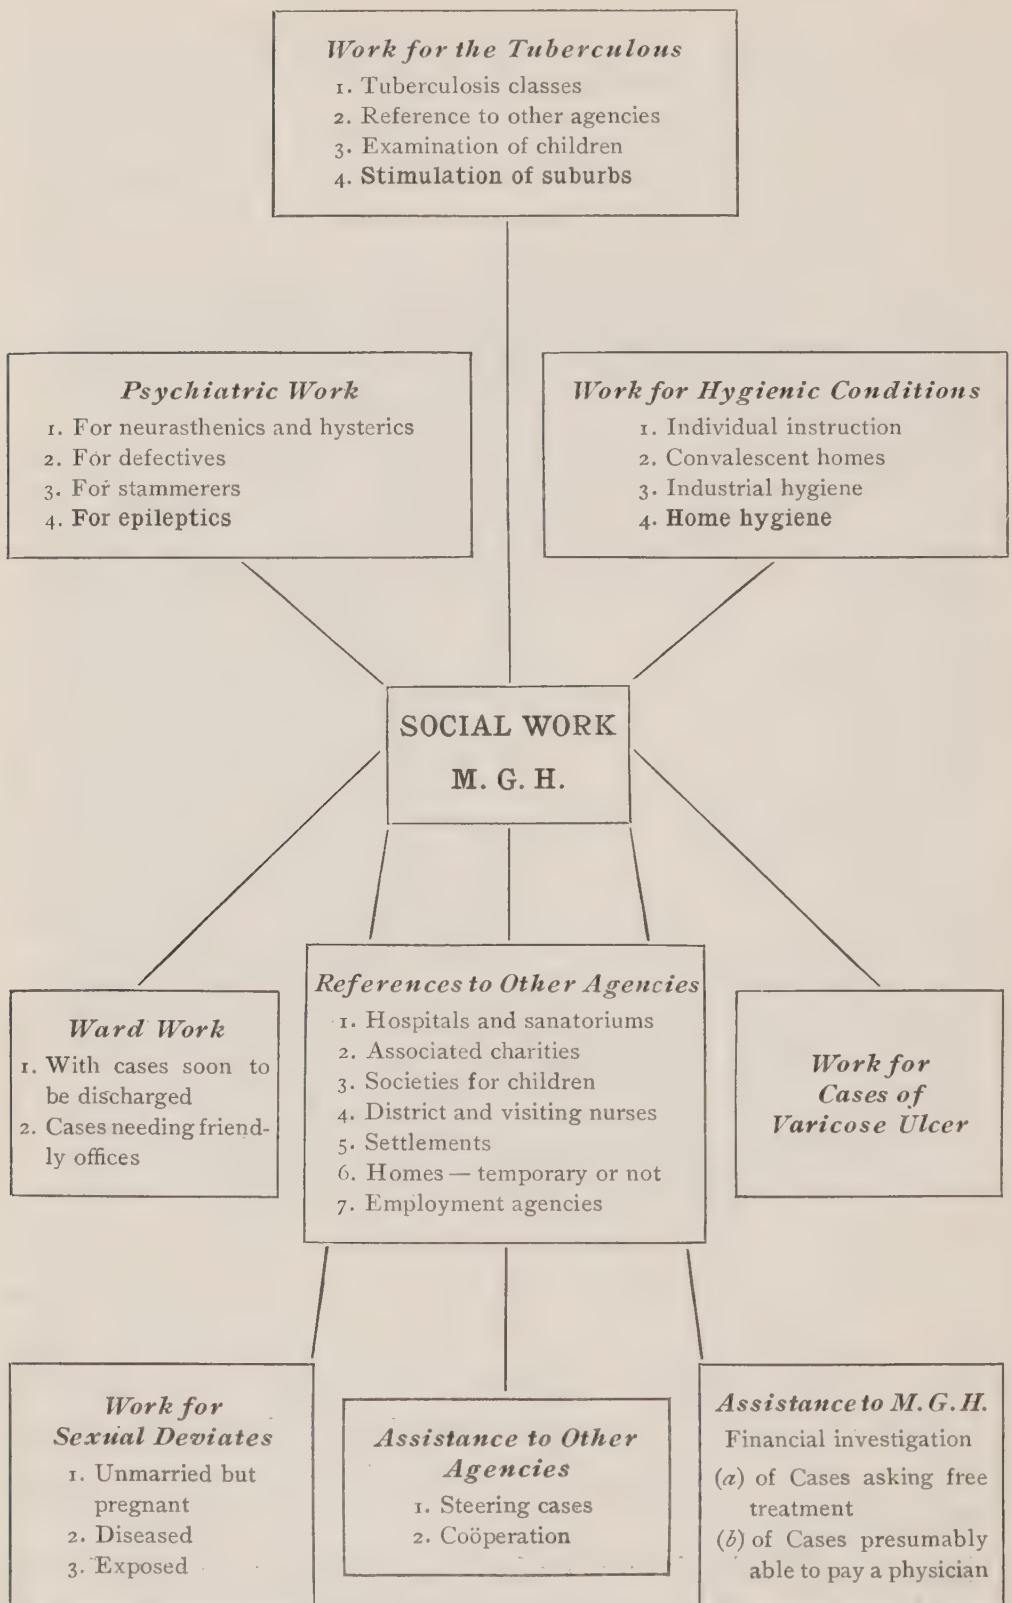 Work for the Tuberculous
1. Tuberculosis classes
2. Reference to other agencies
3. Examination of children
4. Stimulation of suburbs
Psychiatric Work
1. For neurasthenics and hysterics
2. For defectives
3. For stammerers
4. For epileptics
Work for Hygienic Conditions
1. Individual instruction
2. Convalescent homes
3. Industrial hygiene
4. Home hygiene
SOCIAL WORK
M. G. H.
Ward Work
1. With cases soon to
be discharged
2. Cases needing friend-
ly offices
References to Other Agencies
1. Hospitals and sanatoriums
2. Associated charities
3. Societies for children
4. District and visiting nurses
5. Settlements
6. Homes — temporary or not
7. Employment agencies
Work for
Cases of
Varicose Ulcer
Work for
Sexual Deviates
1. Unmarried but
pregnant
2. Diseased
3. Exposed
Assistance to Other
Agencies
1. Steering cases
2. Coöperation
Assistance to M. G. H.
Financial investigation
(a) of Cases asking free
treatment
(b) of Cases presumably
able to pay a physician